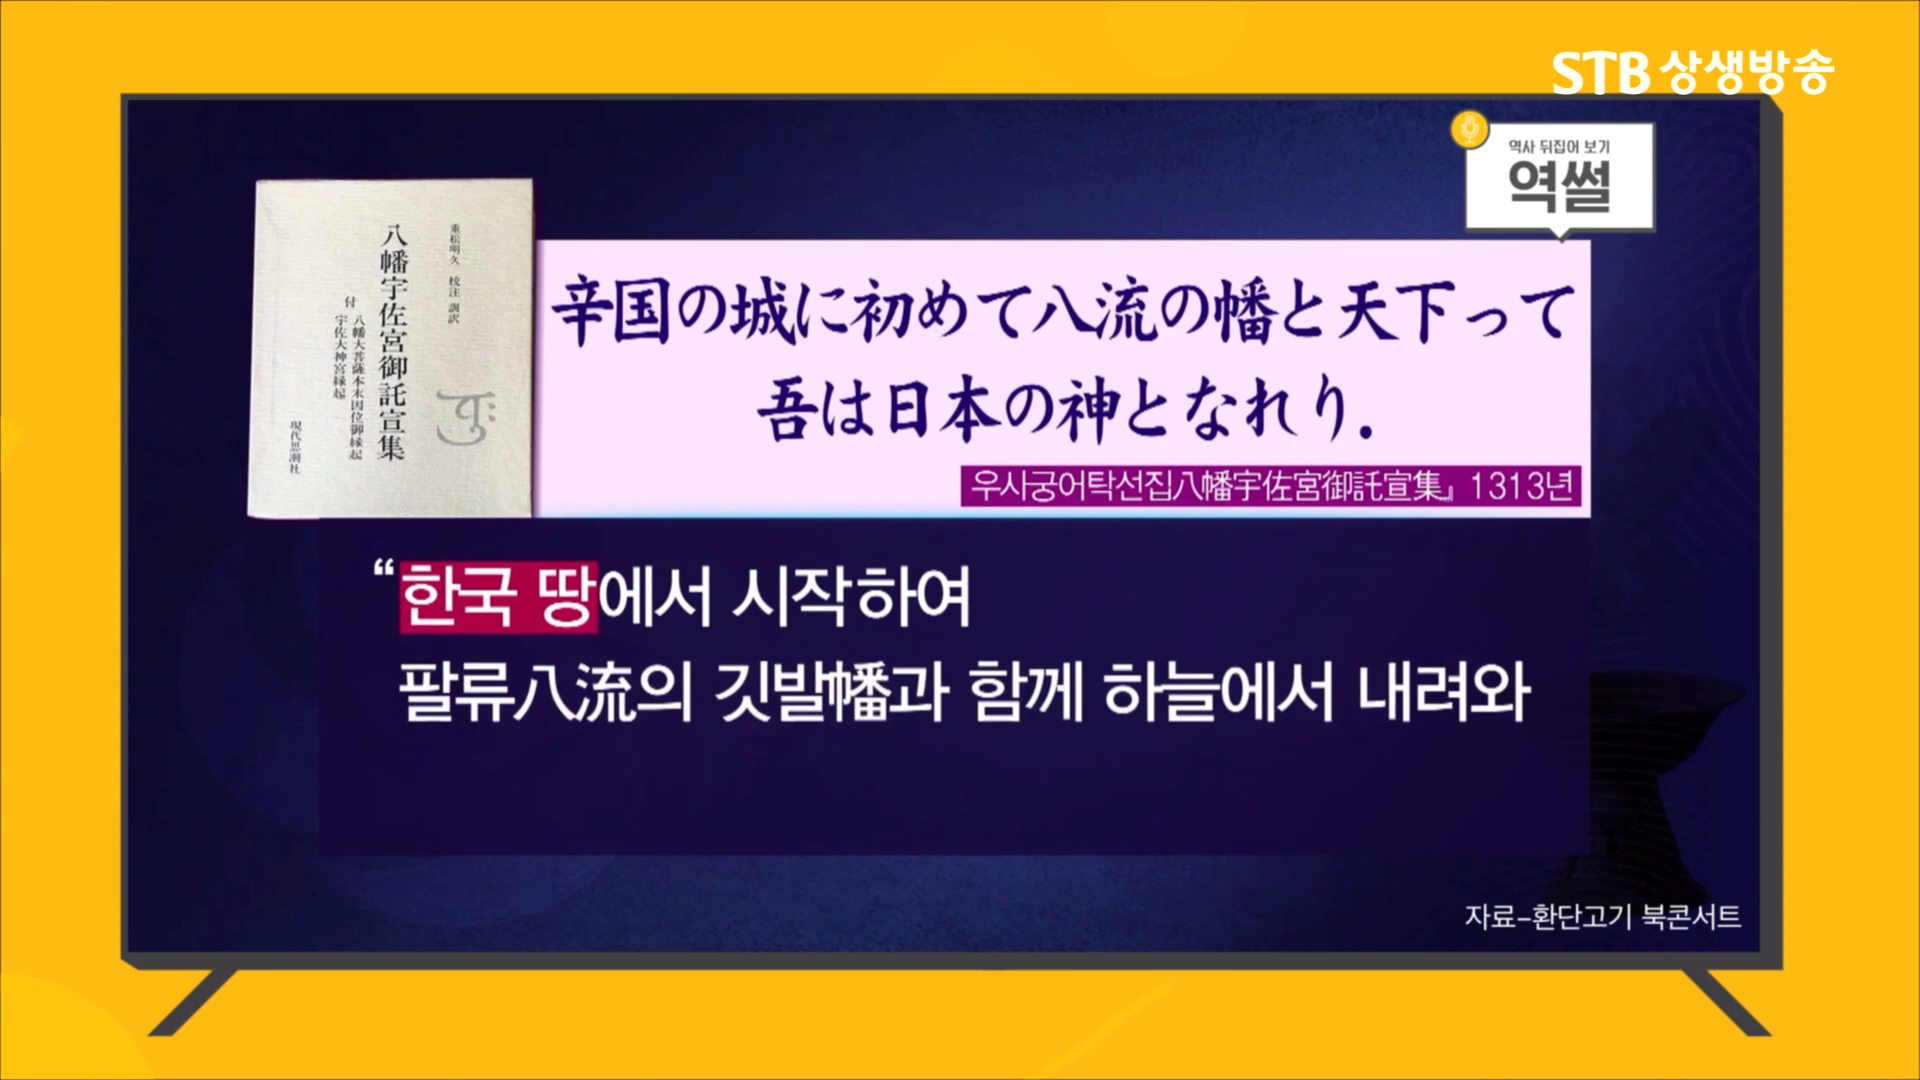 STB 상생방송
역사 뒤집어 보기
역썰
重松明久 校注 訓訳
八幡宇佐宮御託宣集
付 八幡大菩薩本末因位御縁起
宇佐大神宮縁起
現代思潮社
辛国の城に初めて八流の幡と天下って
吾は日本の神となれり.
우사궁어탁선집八幡宇佐宮御託宣集』 1313년
“한국 땅에서 시작하여
팔류八流의 깃발幡과 함께 하늘에서 내려와
자료-환단고기 북콘서트